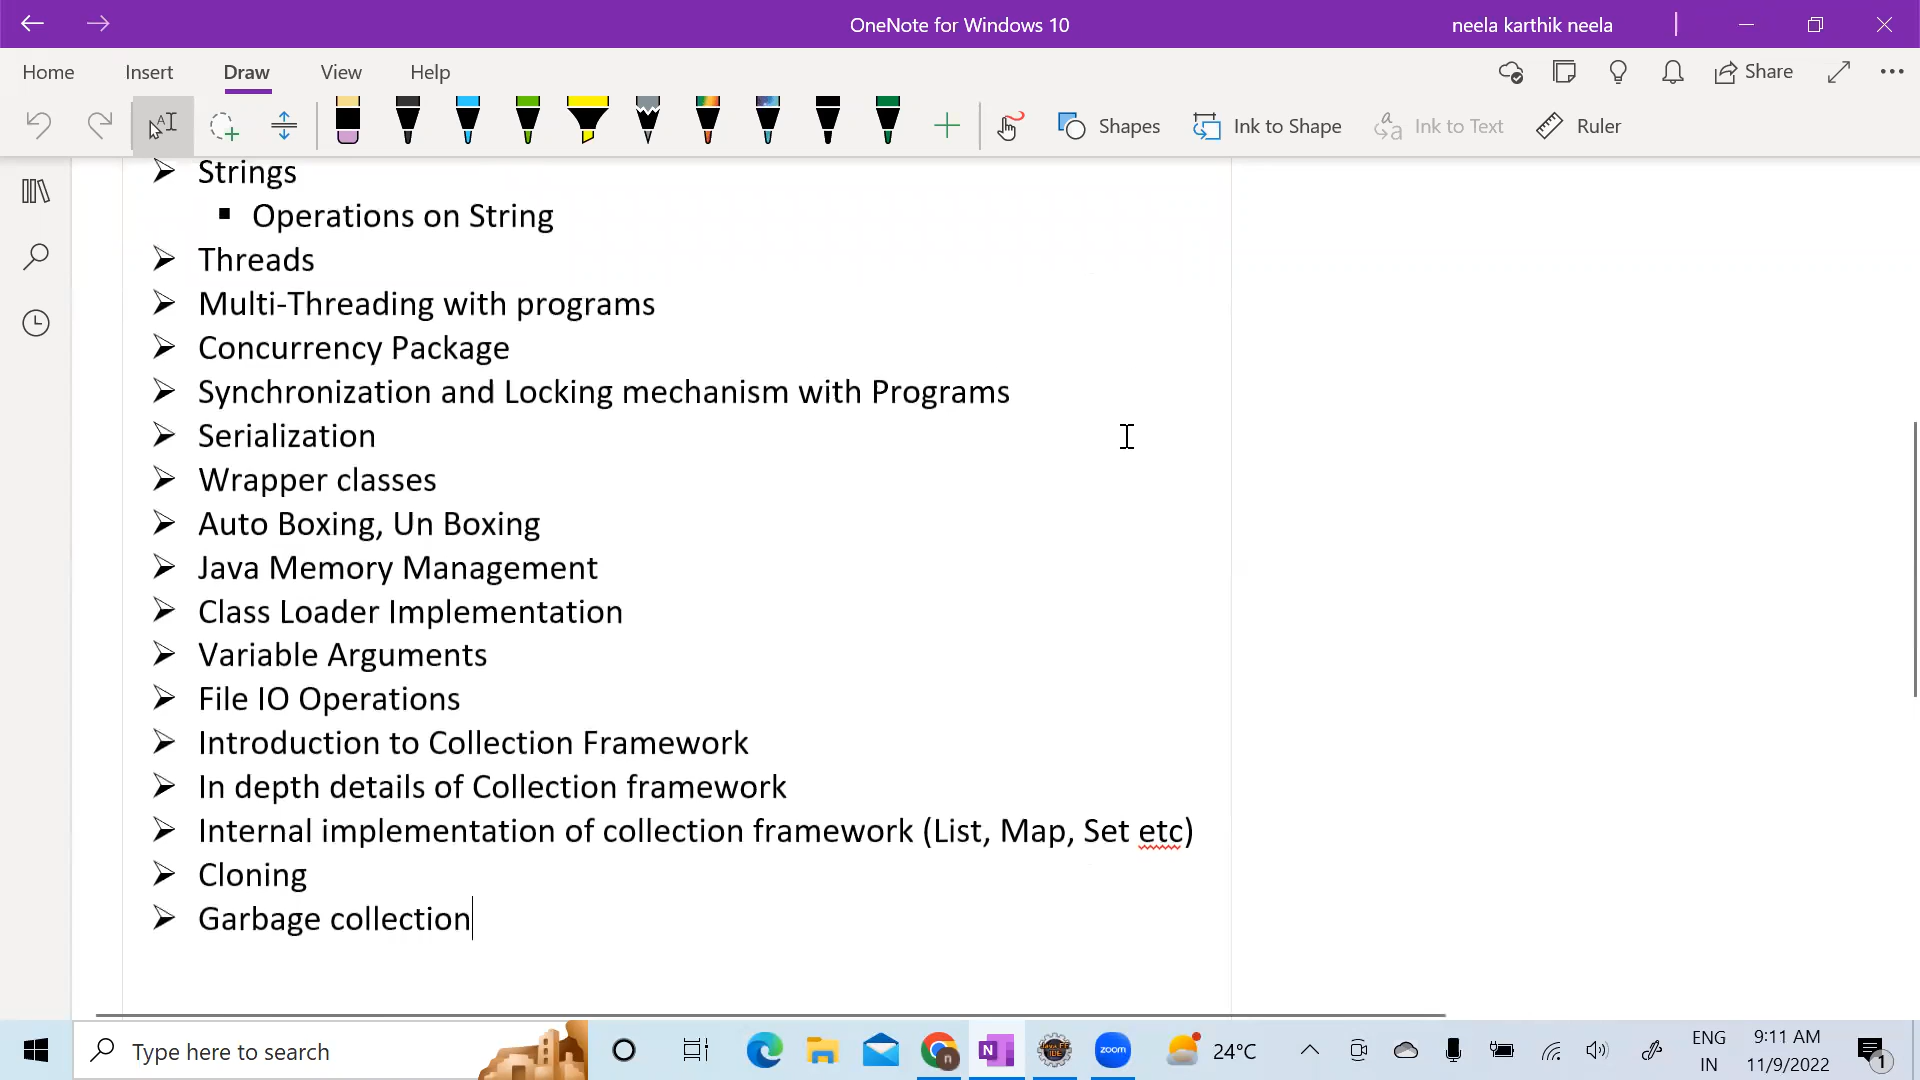 OneNote for Windows 10
neela karthik neela
Home Insert Draw View Help
Share
Shapes Ink to Shape Ink to Text Ruler
Strings
Operations on String
Threads
Multi-Threading with programs
Concurrency Package
Synchronization and Locking mechanism with Programs
Serialization
Wrapper classes
Auto Boxing, Un Boxing
Java Memory Management
Class Loader Implementation
Variable Arguments
File IO Operations
Introduction to Collection Framework
In depth details of Collection framework
Internal implementation of collection framework (List, Map, Set etc)
Cloning
Garbage collection
Type here to search
zoom
24°C
ENG
IN
9:11 AM
11/9/2022
1